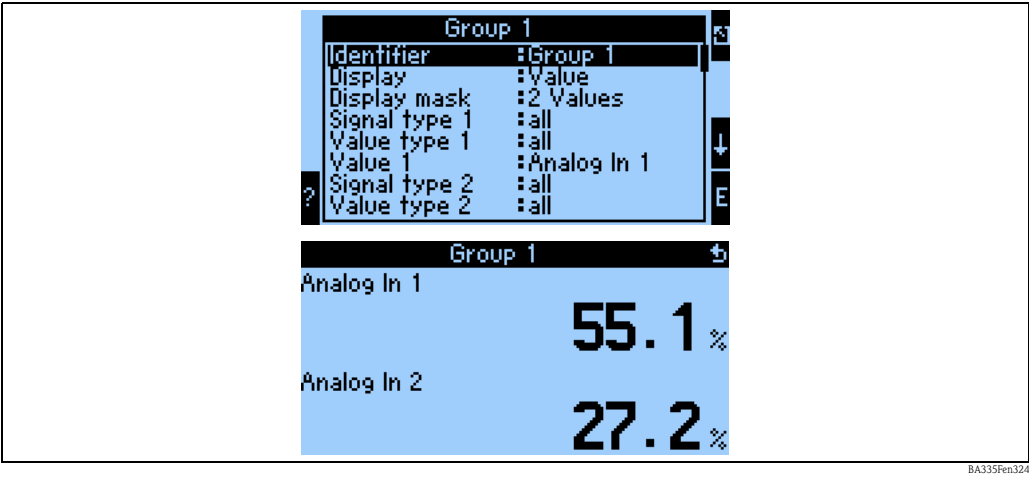 Group 1
Identifier :Group 1
Display :Value
Display mask :2 Values
Signal type 1 :all
Value type 1 :all
Value 1 :Analog In 1
Signal type 2 :all
Value type 2 :all
?
E
Group 1
Analog In 1
55.1 %
Analog In 2
27.2 %
BA335Fen324